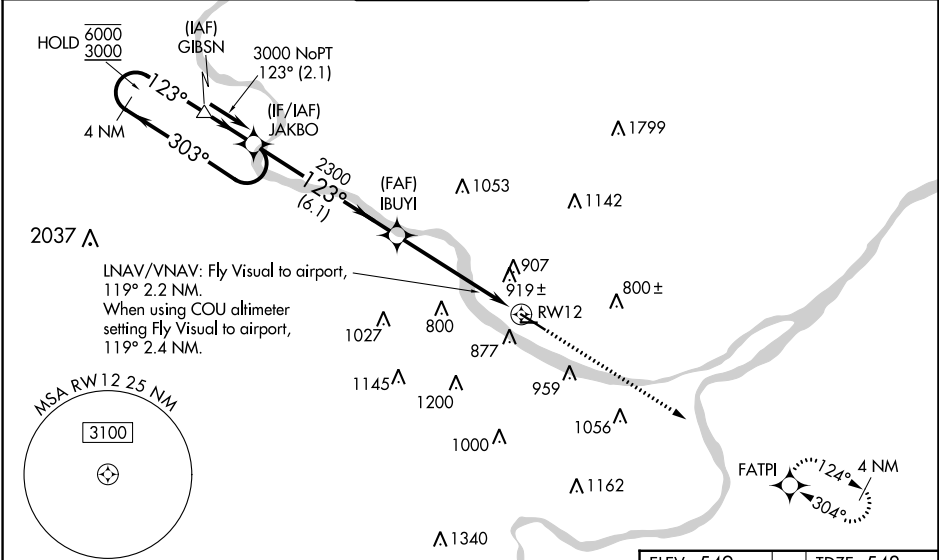 HOLD 6000
3000
(IAF)
GIBSN
3000 NoPT
123° (2.1)
123°
4 NM
303°
(IF/IAF)
JAKBO
2300
123°
(6.1)
(FAF)
IBUYI
1799
1053
1142
2037
LNAV/VNAV: Fly Visual to airport,
119° 2.2 NM.
When using COU altimeter
setting Fly Visual to airport,
119° 2.4 NM.
907
919±
800±
RW12
800
1027
877
1145
1200
959
1056
1000
MSA RW12 25 NM
3100
1162
FATPI
124°
4 NM
304°
1340